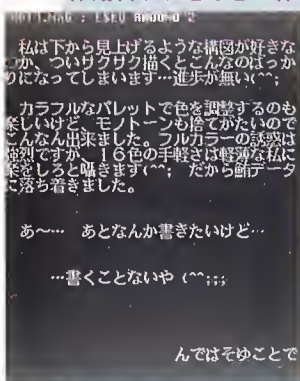 私は下から見上げるような構図が好きな
のか、ついサクサク描くとこんなのばっか
りになってしまいます…進歩が無い(^^;
カラフルなパレットで色を調整するのも
楽しいけど、モノトーンも捨てがたいので
こんなん出来ました。フルカラーの誘惑は
強烈ですが、16色の手軽さは軽薄な私に
楽をしろと囁きます(^^; だから鮪データ
に落ち着きました。
あ〜… あとなんか書きたいけど…
…書くことないや (^^;;;
んではそゆことで